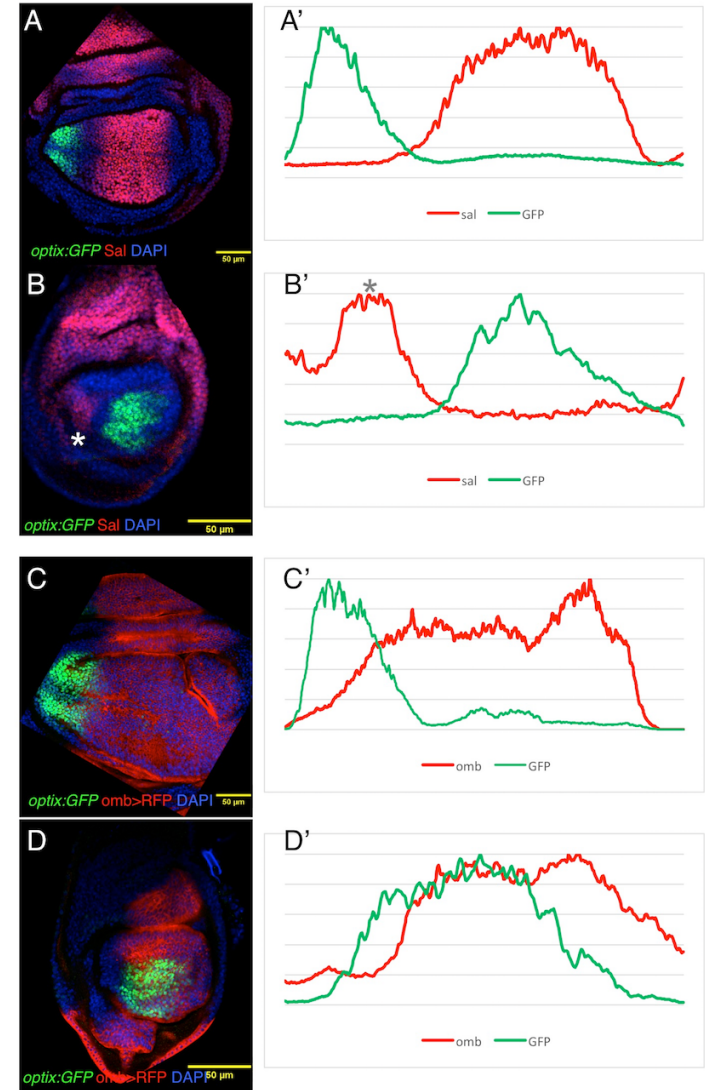 A
optix:GFP Sal DAPI
50 µm
A’
sal GFP
B
*
optix:GFP Sal DAPI
50 µm
B’
*
sal GFP
C
optix:GFP omb>RFP DAPI
50 µm
C’
omb GFP
D
optix:GFP omb>RFP DAPI
50 µm
D’
omb GFP